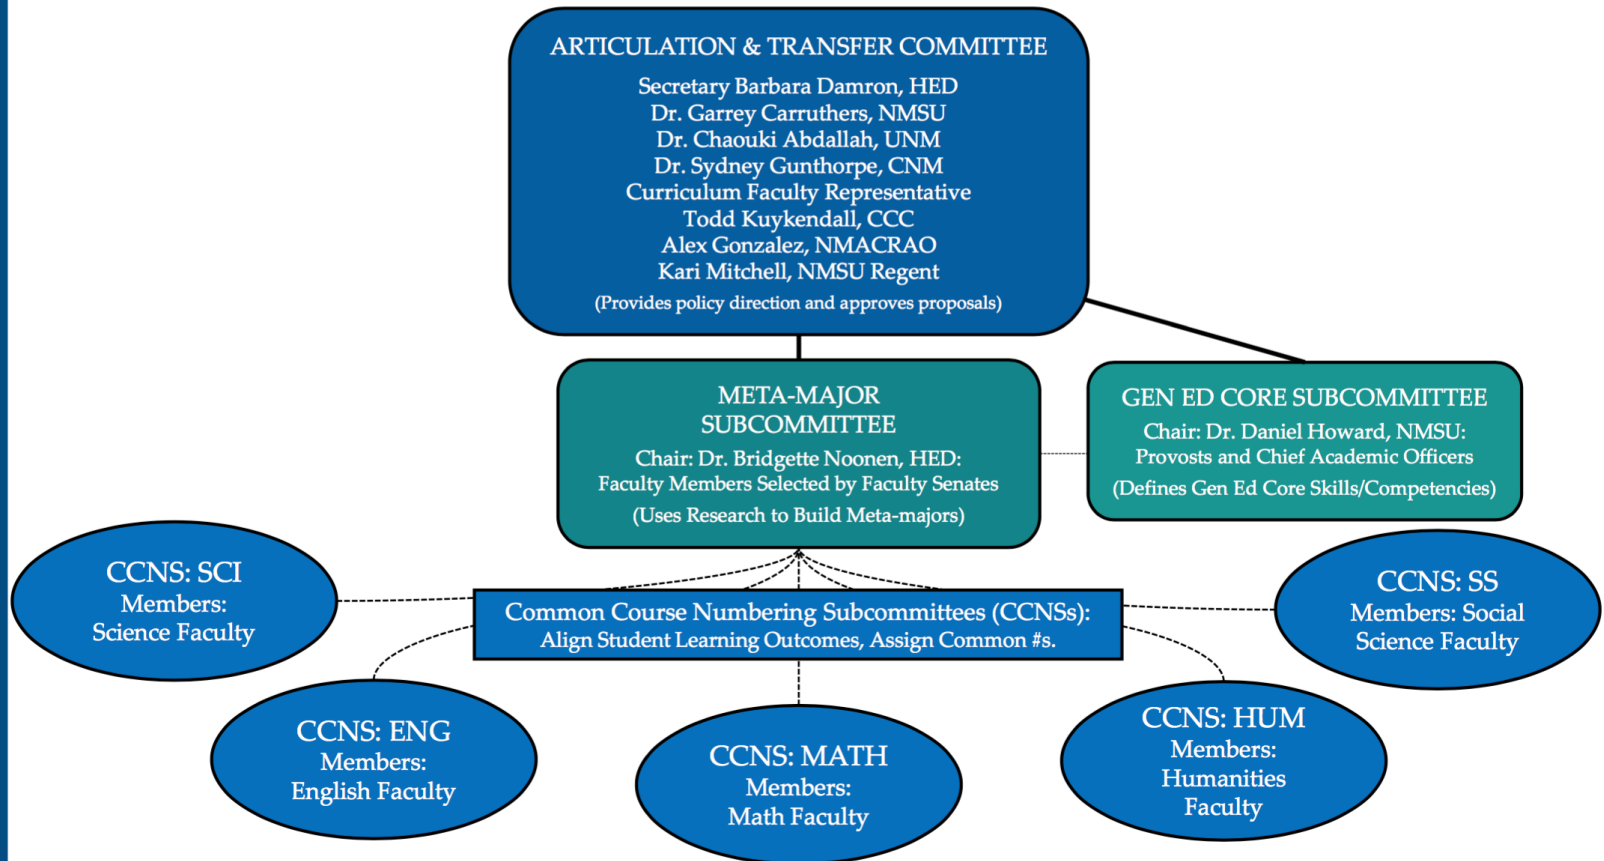 ARTICULATION & TRANSFER COMMITTEE
Secretary Barbara Damron, HED
Dr. Garrey Carruthers, NMSU
Dr. Chaouki Abdallah, UNM
Dr. Sydney Gunthorpe, CNM
Curriculum Faculty Representative
Todd Kuykendall, CCC
Alex Gonzalez, NMACRAO
Kari Mitchell, NMSU Regent
(Provides policy direction and approves proposals)
META-MAJOR
SUBCOMMITTEE
Chair: Dr. Bridgette Noonen, HED:
Faculty Members Selected by Faculty Senates
(Uses Research to Build Meta-majors)
GEN ED CORE SUBCOMMITTEE
Chair: Dr. Daniel Howard, NMSU:
Provosts and Chief Academic Officers
(Defines Gen Ed Core Skills/Competencies)
Common Course Numbering Subcommittees (CCNSs):
Align Student Learning Outcomes, Assign Common #s.
CCNS: SCI
Members:
Science Faculty
CCNS: ENG
Members:
English Faculty
CCNS: MATH
Members:
Math Faculty
CCNS: HUM
Members:
Humanities
Faculty
CCNS: SS
Members: Social
Science Faculty